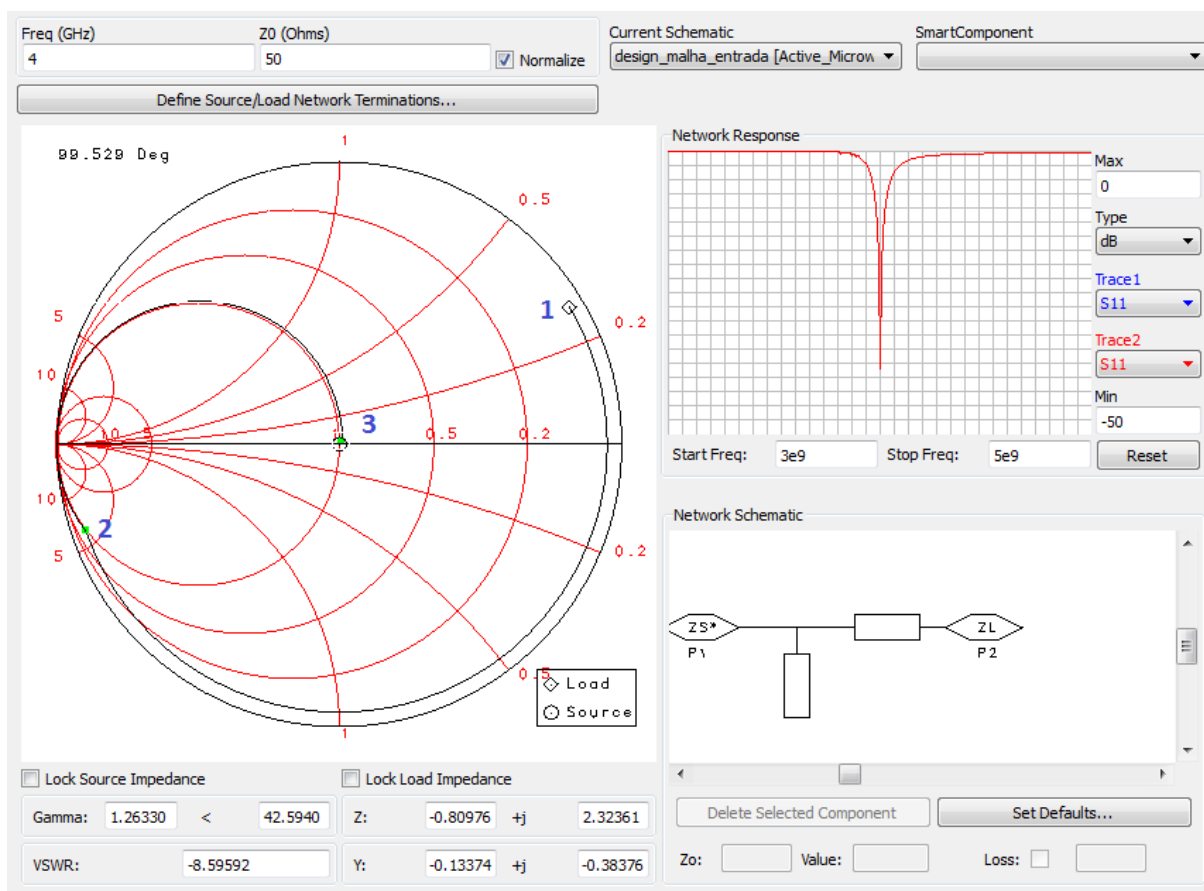 Freq (GHz)
Z0 (Ohms)
4
50
Normalize
Current Schematic
design_malha_entrada [Active_Microw
SmartComponent
Define Source/Load Network Terminations...
99.529 Deg
1
0.5
1
0.2
5
10
3
0.5
0.2
10
2
5
0.2
0.5
1
Load
Source
Network Response
Max
0
Type
dB
Trace1
S11
Trace2
S11
Min
-50
Start Freq:
3e9
Stop Freq:
5e9
Reset
Network Schematic
ZS*
P1
ZL
P2
Delete Selected Component
Set Defaults...
Zo:
Value:
Loss:
Lock Source Impedance
Lock Load Impedance
Gamma:
1.26330
<
42.5940
Z:
-0.80976
+j
2.32361
VSWR:
-8.59592
Y:
-0.13374
+j
-0.38376